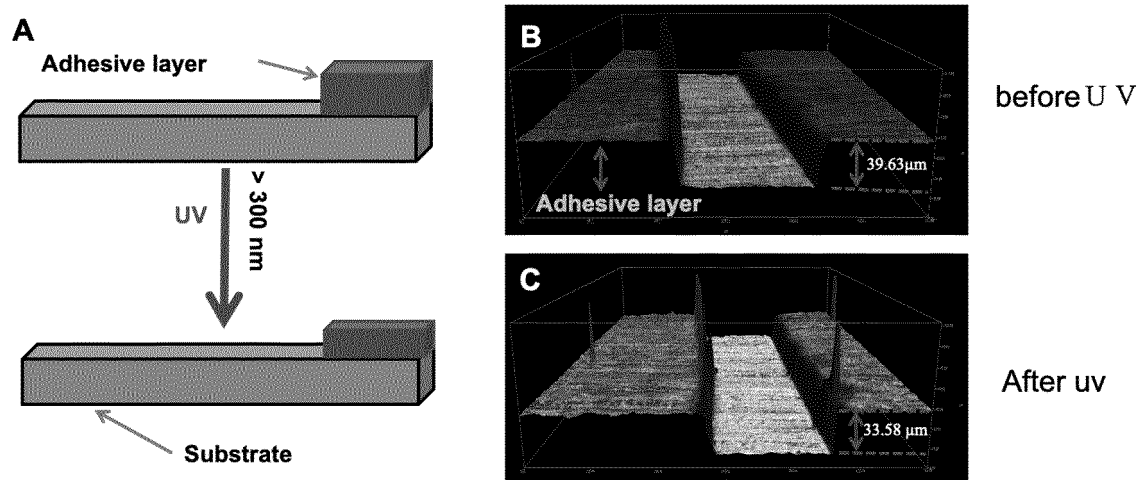 A
Adhesive layer
UV
> 300 nm
Substrate
B
39.63μm
Adhesive layer
before U V
C
33.58 μm
After uv